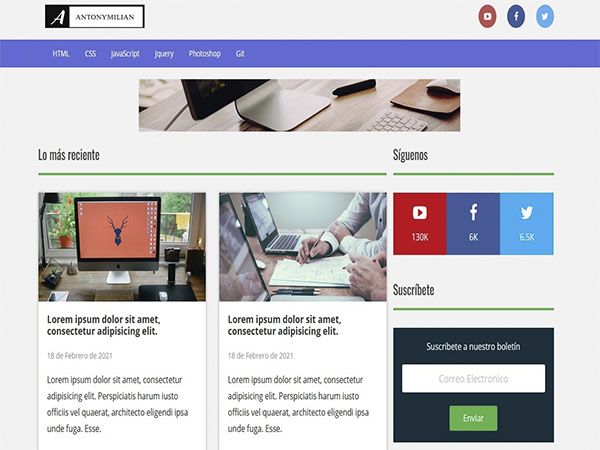 A ANTONYMILIAN
HTML CSS JavaScript Jquery Photoshop Git
Lo más reciente
Síguenos
130K 6K 6.5K
Lorem ipsum dolor sit amet,
consectetur adipisicing elit.
18 de Febrero de 2021
Lorem ipsum dolor sit amet, consectetur
adipisicing elit. Perspiciatis harum iusto
officiis vel quaerat, architecto eligendi ipsa
unde fuga. Esse.
Lorem ipsum dolor sit amet,
consectetur adipisicing elit.
18 de Febrero de 2021
Lorem ipsum dolor sit amet, consectetur
adipisicing elit. Perspiciatis harum iusto
officiis vel quaerat, architecto eligendi ipsa
unde fuga. Esse.
Suscríbete
Suscribete a nuestro boletín
Correo Electronico
Enviar